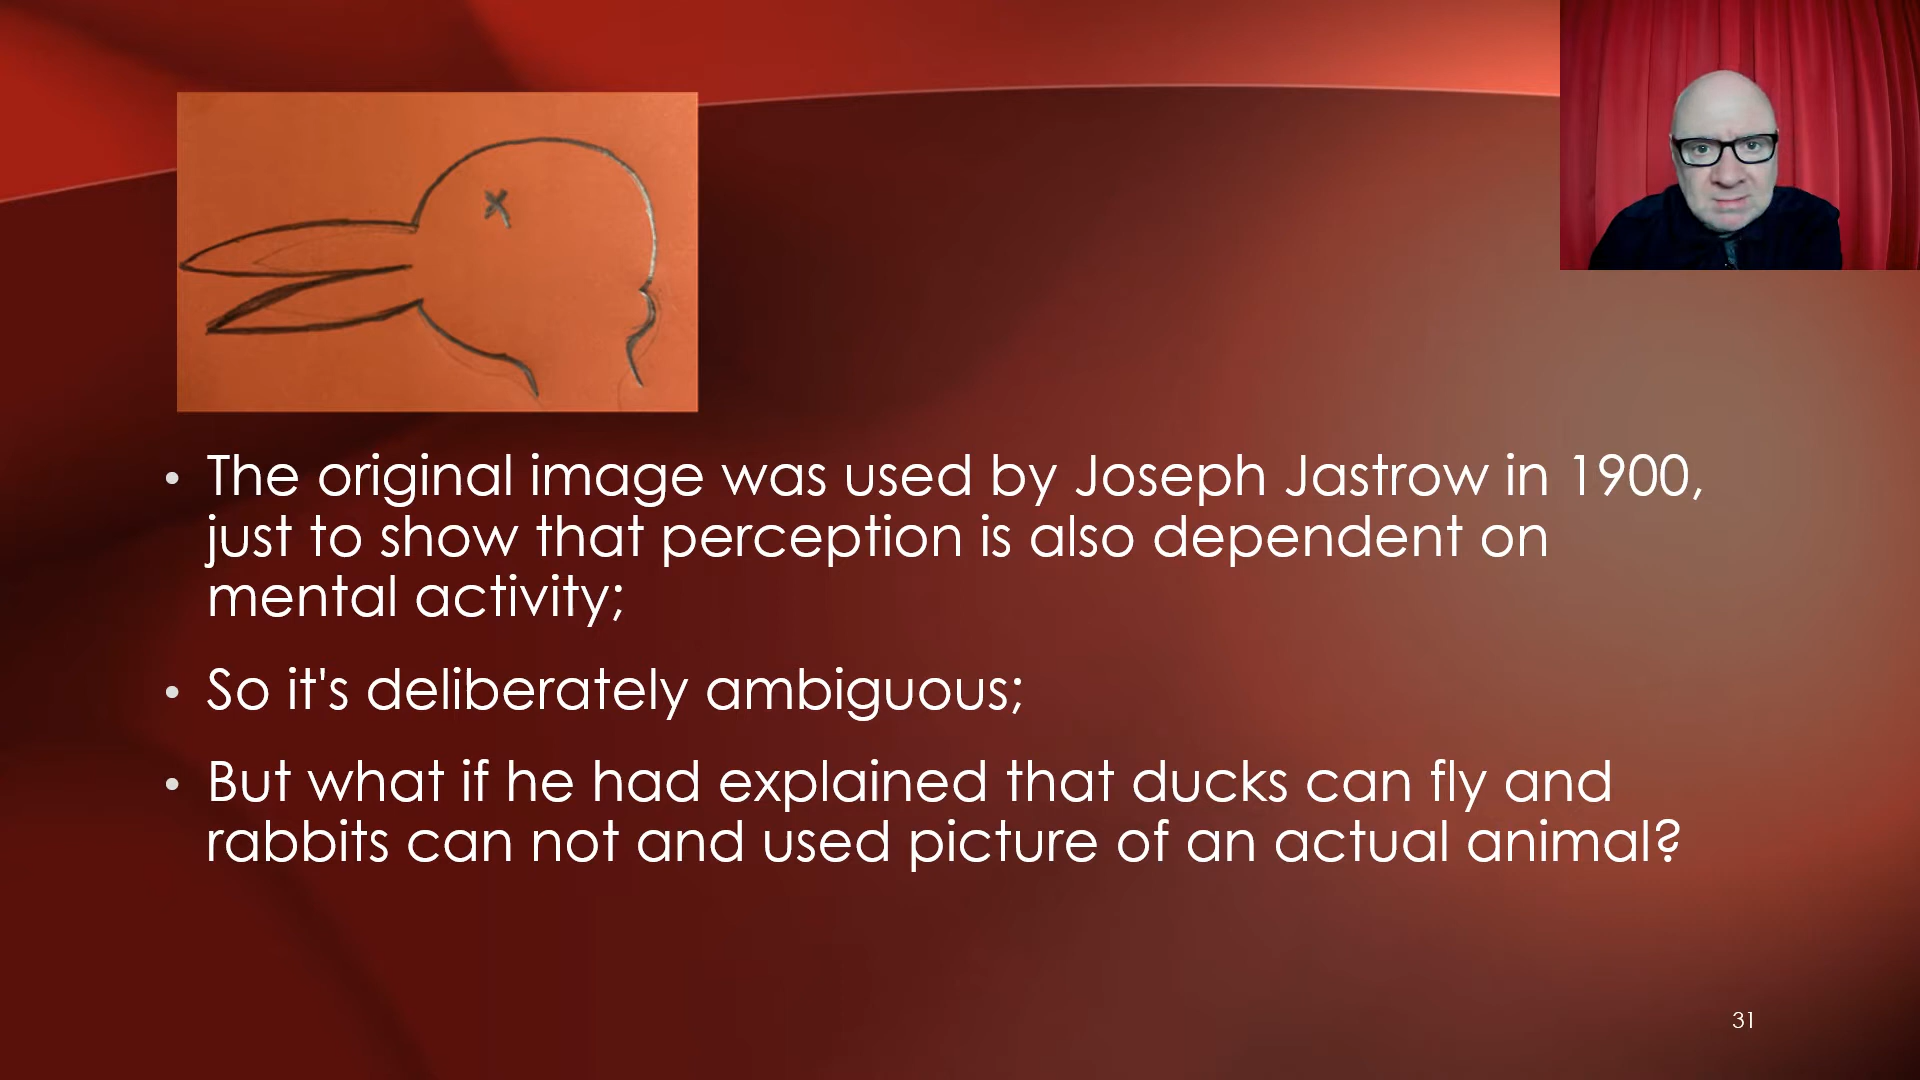 • The original image was used by Joseph Jastrow in 1900,
just to show that perception is also dependent on
mental activity;
• So it's deliberately ambiguous;
• But what if he had explained that ducks can fly and
rabbits can not and used picture of an actual animal?
31